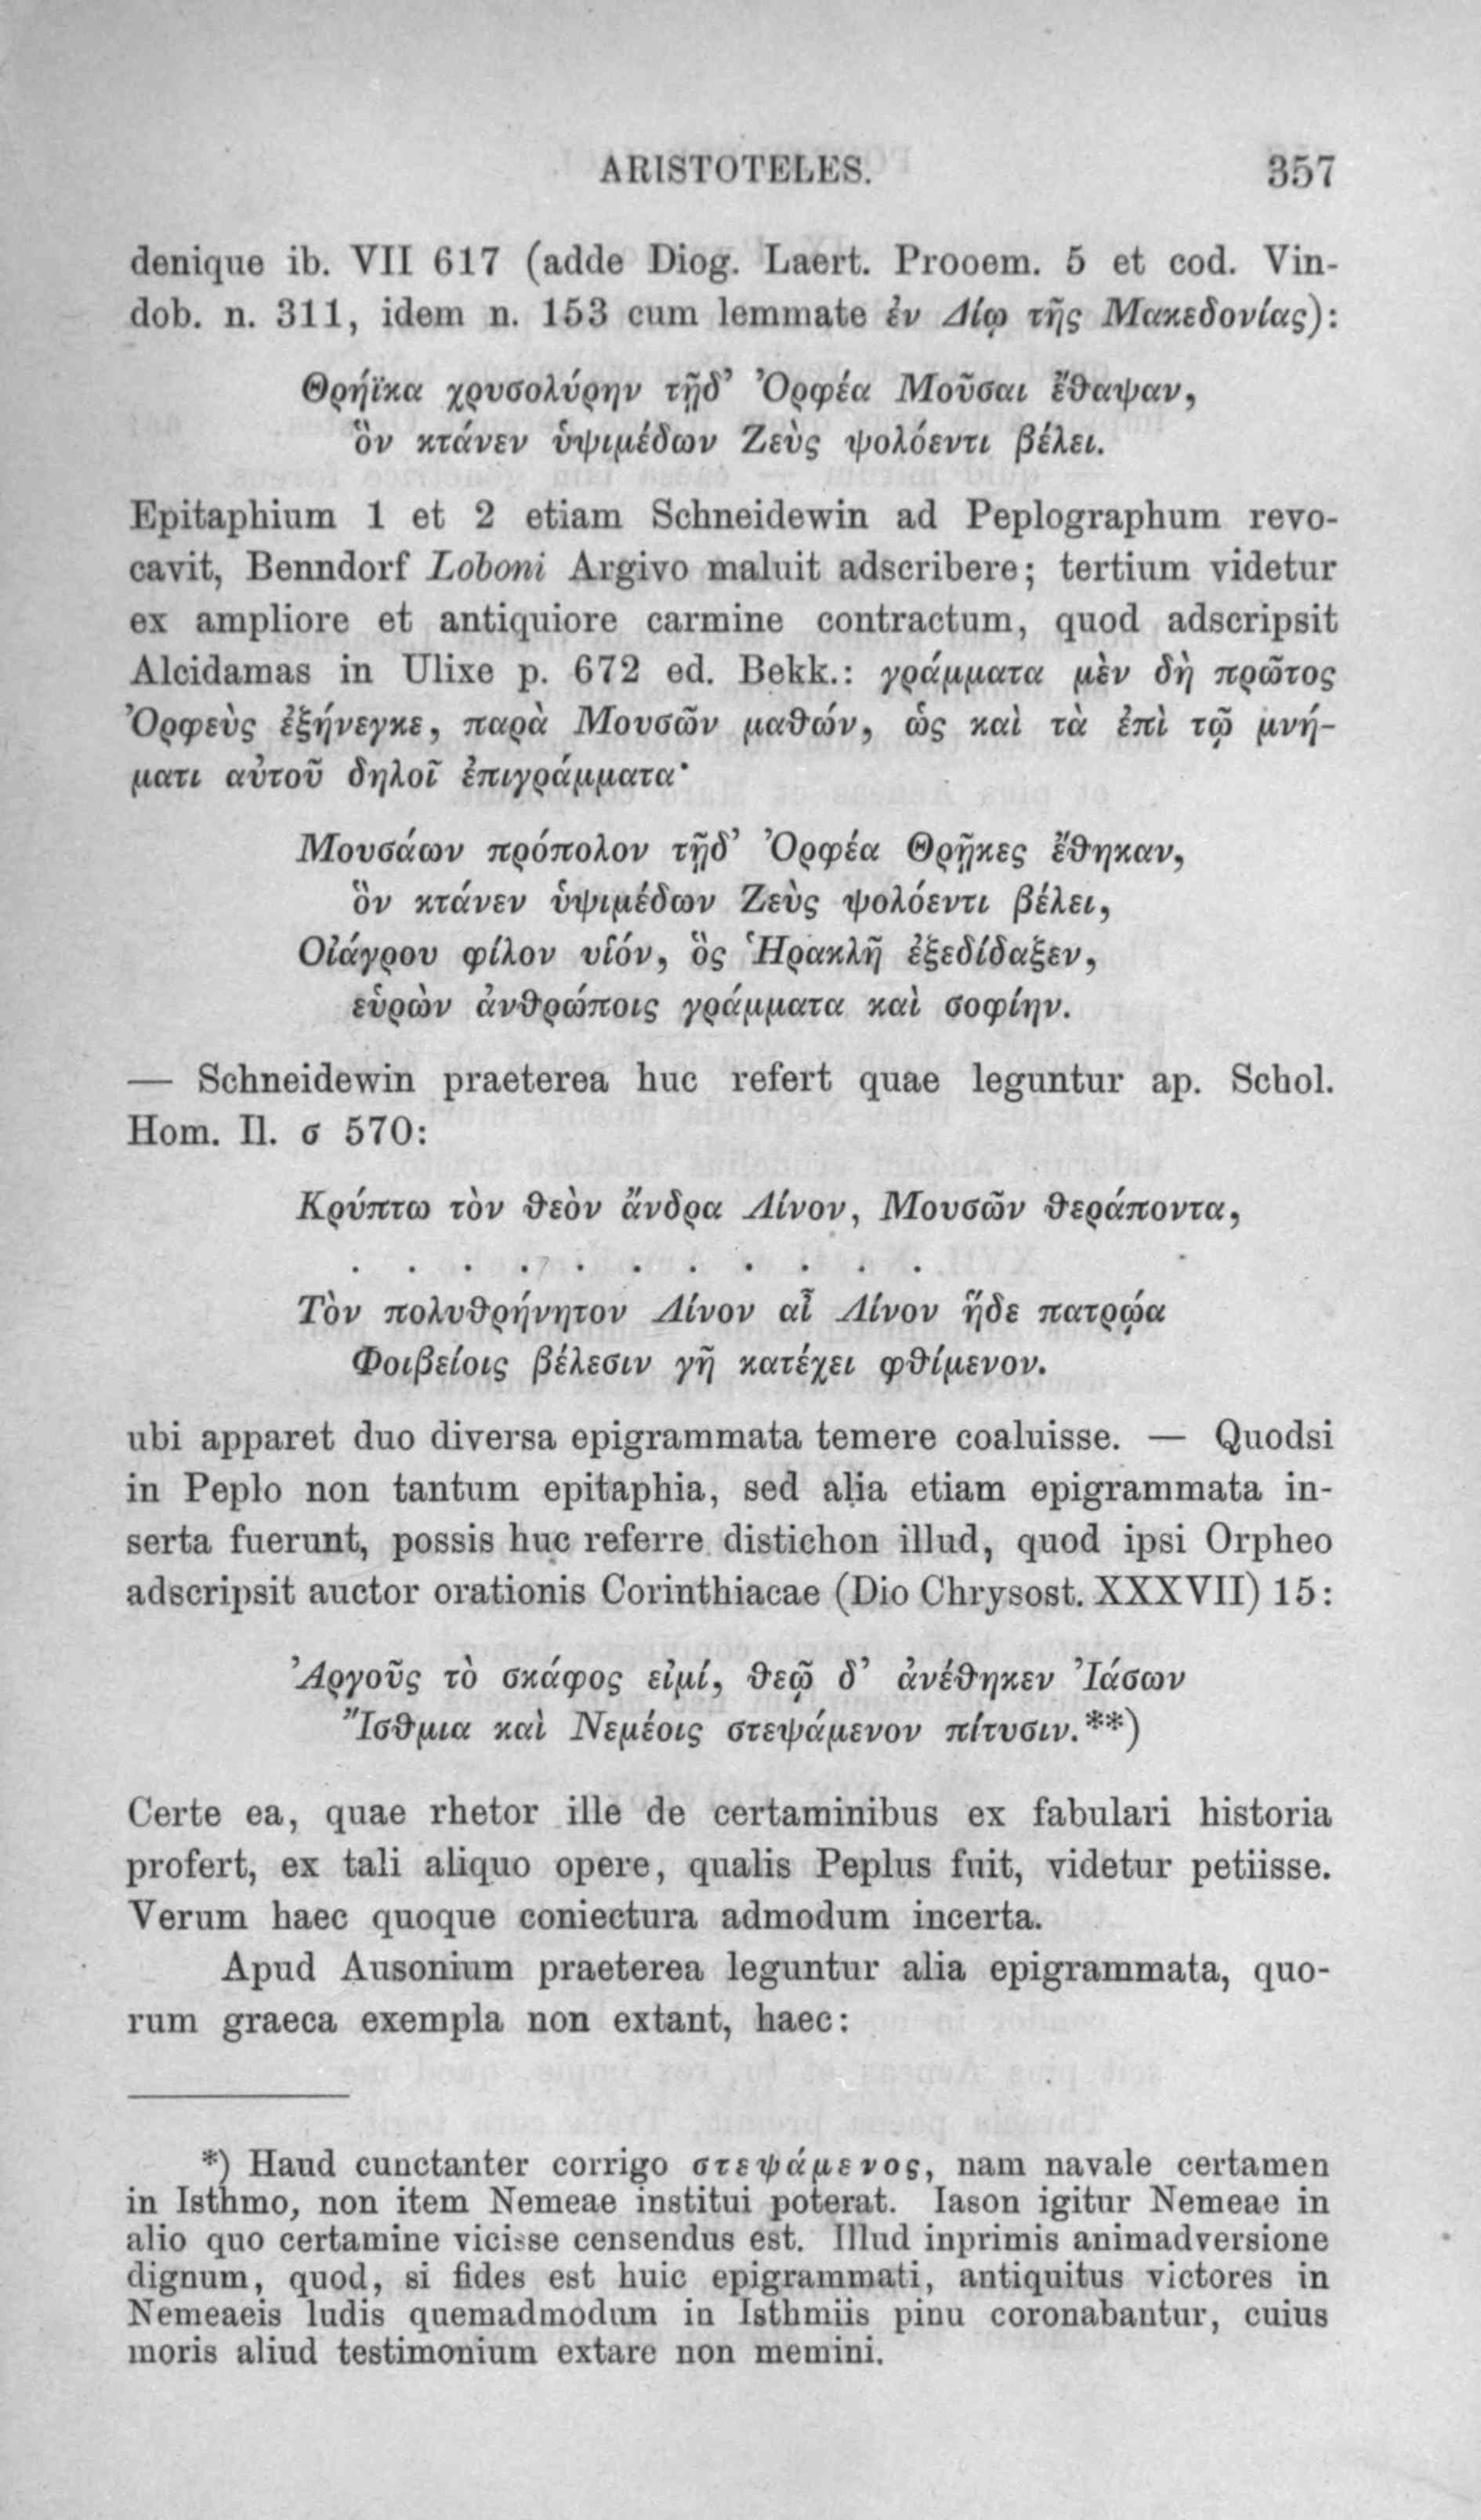 ARISTOTELES. 357
denique ib. VII 617 (adde Diog. Laert. Prooem. 5 et cod. Vin-
dob. n. 311, idem n. 153 cum lemmate ἐν Δίῳ τῆς Μακεδονίας):
Θρήϊκα χρυσολύρην τῇδ’ Ὀρφέα Μοῦσαι ἔθαψαν,
ὃν κτάνεν ὑψιμέδων Ζεὺς ψολόεντι βέλει.
Epitaphium 1 et 2 etiam Schneidewin ad Peplographum revo-
cavit, Benndorf Loboni Argivo maluit adscribere; tertium videtur
ex ampliore et antiquiore carmine contractum, quod adscripsit
Alcidamas in Ulixe p. 672 ed. Bekk.: γράμματα μὲν δὴ πρῶτος
Ὀρφεὺς ἐξήνεγκε, παρὰ Μουσῶν μαθών, ὡς καὶ τὰ ἐπὶ τῷ μνή-
ματι αὐτοῦ δηλοῖ ἐπιγράμματα·
Μουσάων πρόπολον τῇδ’ Ὀρφέα Θρῇκες ἔθηκαν,
ὃν κτάνεν ὑψιμέδων Ζεὺς ψολόεντι βέλει,
Οἰάγρου φίλον υἱόν, ὃς Ἡρακλῆ ἐξεδίδαξεν,
εὑρὼν ἀνθρώποις γράμματα καὶ σοφίην.
— Schneidewin praeterea huc refert quae leguntur ap. Schol.
Hom. Il. σ 570:
Κρύπτω τὸν θεὸν ἄνδρα Λίνον, Μουσῶν θεράποντα,
. . . . . . . . . . .
Τὸν πολυθρήνητον Λίνον αἶ Λίνον ἥδε πατρῴα
Φοιβείοις βέλεσιν γῆ κατέχει φθίμενον.
ubi apparet duo diversa epigrammata temere coaluisse. — Quodsi
in Peplo non tantum epitaphia, sed alia etiam epigrammata in-
serta fuerunt, possis huc referre distichon illud, quod ipsi Orpheo
adscripsit auctor orationis Corinthiacae (Dio Chrysost. XXXVII) 15:
Ἀργοῦς τὸ σκάφος εἰμί, θεῷ δ’ ἀνέθηκεν Ἰάσων
Ἴσθμια καὶ Νεμέοις στεψάμενον πίτυσιν.**)
Certe ea, quae rhetor ille de certaminibus ex fabulari historia
profert, ex tali aliquo opere, qualis Peplus fuit, videtur petiisse.
Verum haec quoque coniectura admodum incerta.
Apud Ausonium praeterea leguntur alia epigrammata, quo-
rum graeca exempla non extant, haec:
*) Haud cunctanter corrigo στεψάμενος, nam navale certamen
in Isthmo, non item Nemeae institui poterat. Iason igitur Nemeae in
alio quo certamine vicisse censendus est. Illud inprimis animadversione
dignum, quod, si fides est huic epigrammati, antiquitus victores in
Nemeaeis ludis quemadmodum in Isthmiis pinu coronabantur, cuius
moris aliud testimonium extare non memini.